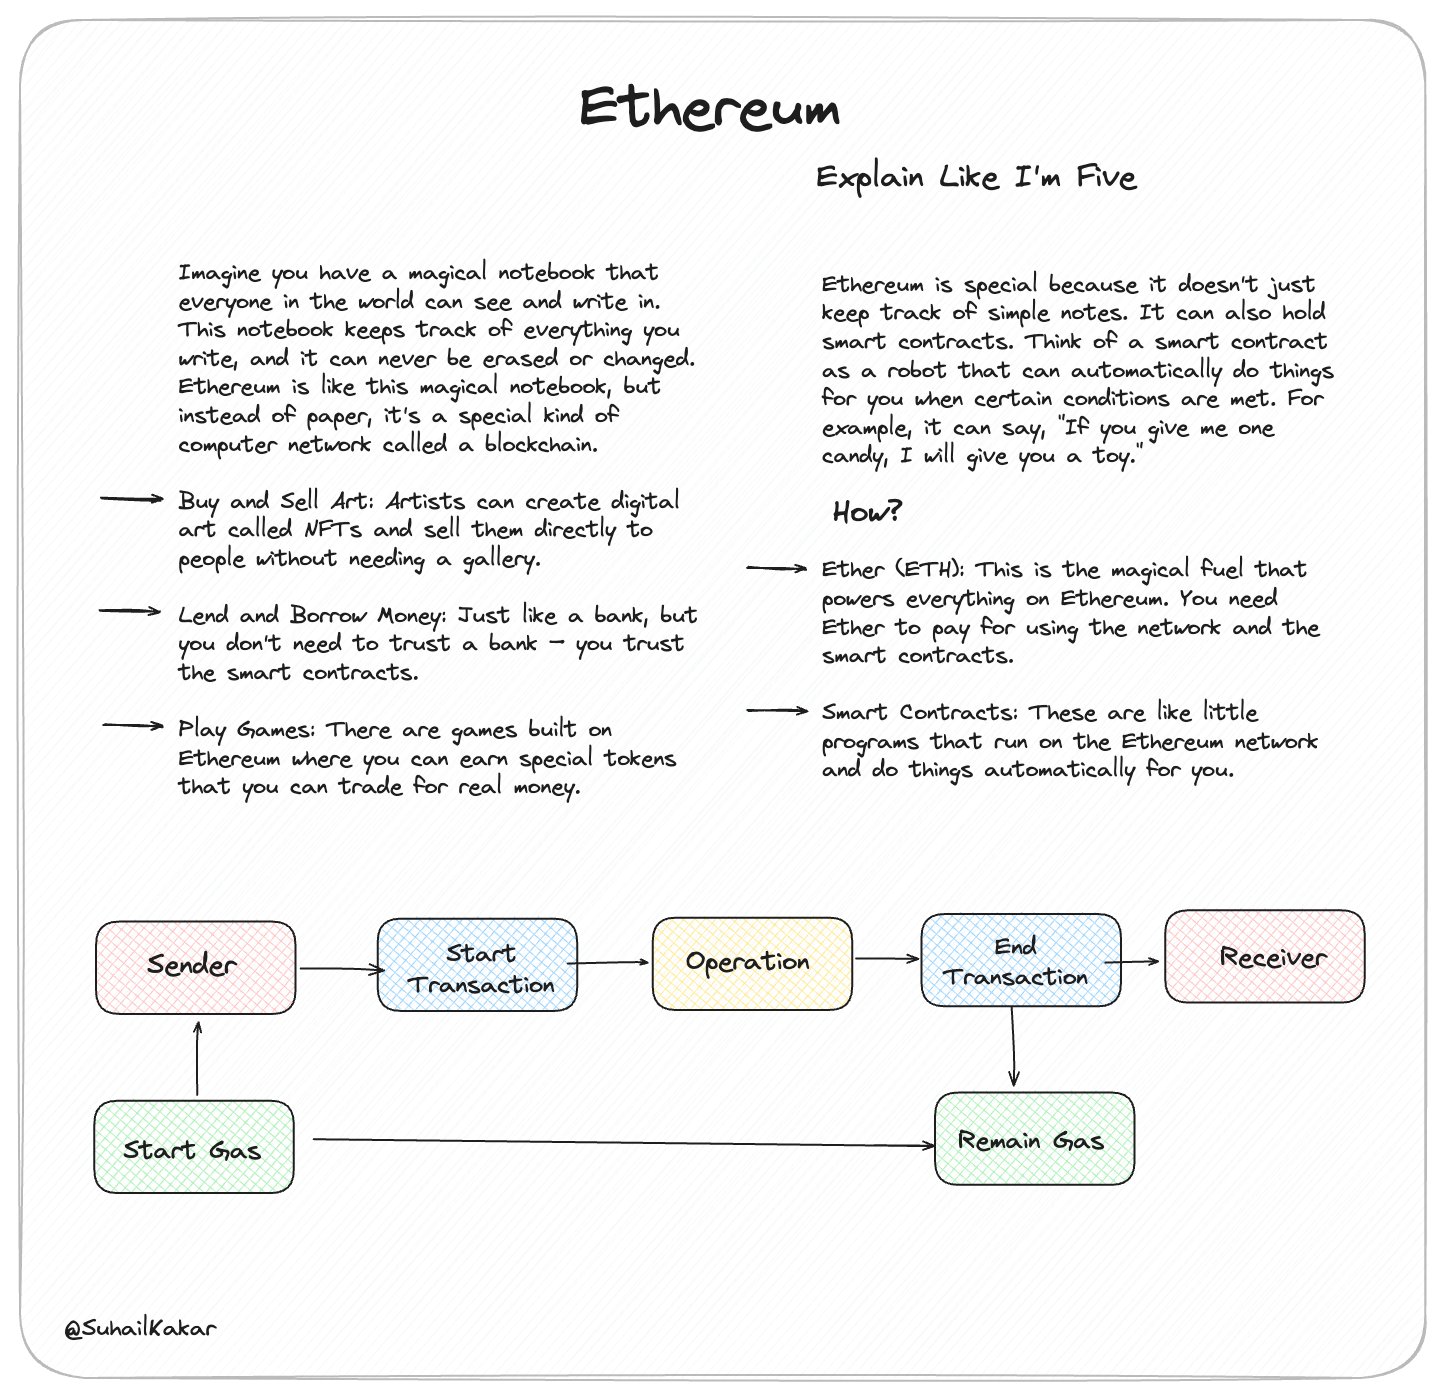 Ethereum
Explain Like I'm Five
Imagine you have a magical notebook that
everyone in the world can see and write in.
This notebook keeps track of everything you
write, and it can never be erased or changed.
Ethereum is like this magical notebook, but
instead of paper, it's a special kind of
computer network called a blockchain.
Buy and Sell Art: Artists can create digital
art called NFTs and sell them directly to
people without needing a gallery.
Lend and Borrow Money: Just like a bank, but
you don't need to trust a bank – you trust
the smart contracts.
Play Games: There are games built on
Ethereum where you can earn special tokens
that you can trade for real money.
Ethereum is special because it doesn't just
keep track of simple notes. It can also hold
smart contracts. Think of a smart contract
as a robot that can automatically do things
for you when certain conditions are met. For
example, it can say, "If you give me one
candy, I will give you a toy."
How?
Ether (ETH): This is the magical fuel that
powers everything on Ethereum. You need
Ether to pay for using the network and the
smart contracts.
Smart Contracts: These are like little
programs that run on the Ethereum network
and do things automatically for you.
Sender
Start
Transaction
Operation
End
Transaction
Receiver
Start Gas
Remain Gas
@SuhailKakar